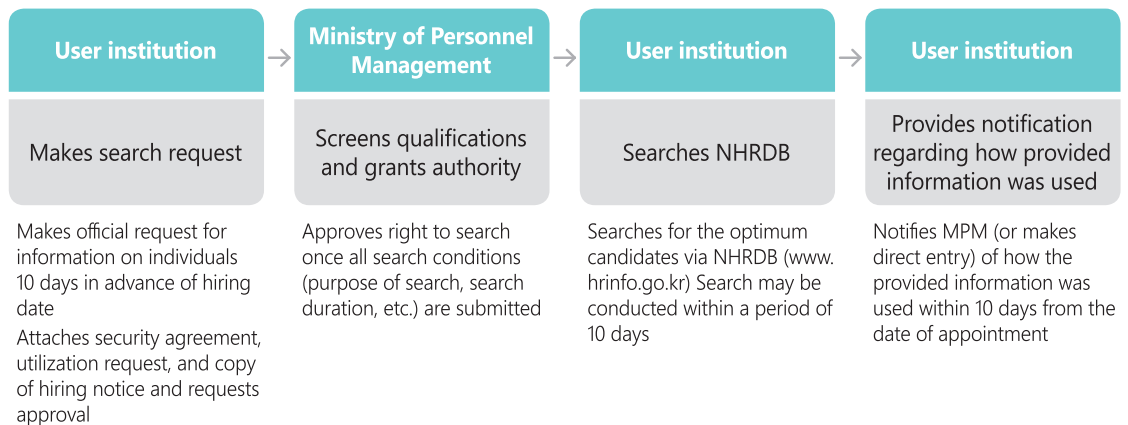 User institution
Makes search request
Makes official request for
information on individuals
10 days in advance of hiring
date
Attaches security agreement,
utilization request, and copy
of hiring notice and requests
approval
Ministry of Personnel
Management
Screens qualifications
and grants authority
Approves right to search
once all search conditions
(purpose of search, search
duration, etc.) are submitted
User institution
Searches NHRDB
Searches for the optimum
candidates via NHRDB (www.
hrinfo.go.kr) Search may be
conducted within a period of
10 days
User institution
Provides notification
regarding how provided
information was used
Notifies MPM (or makes
direct entry) of how the
provided information was
used within 10 days from the
date of appointment